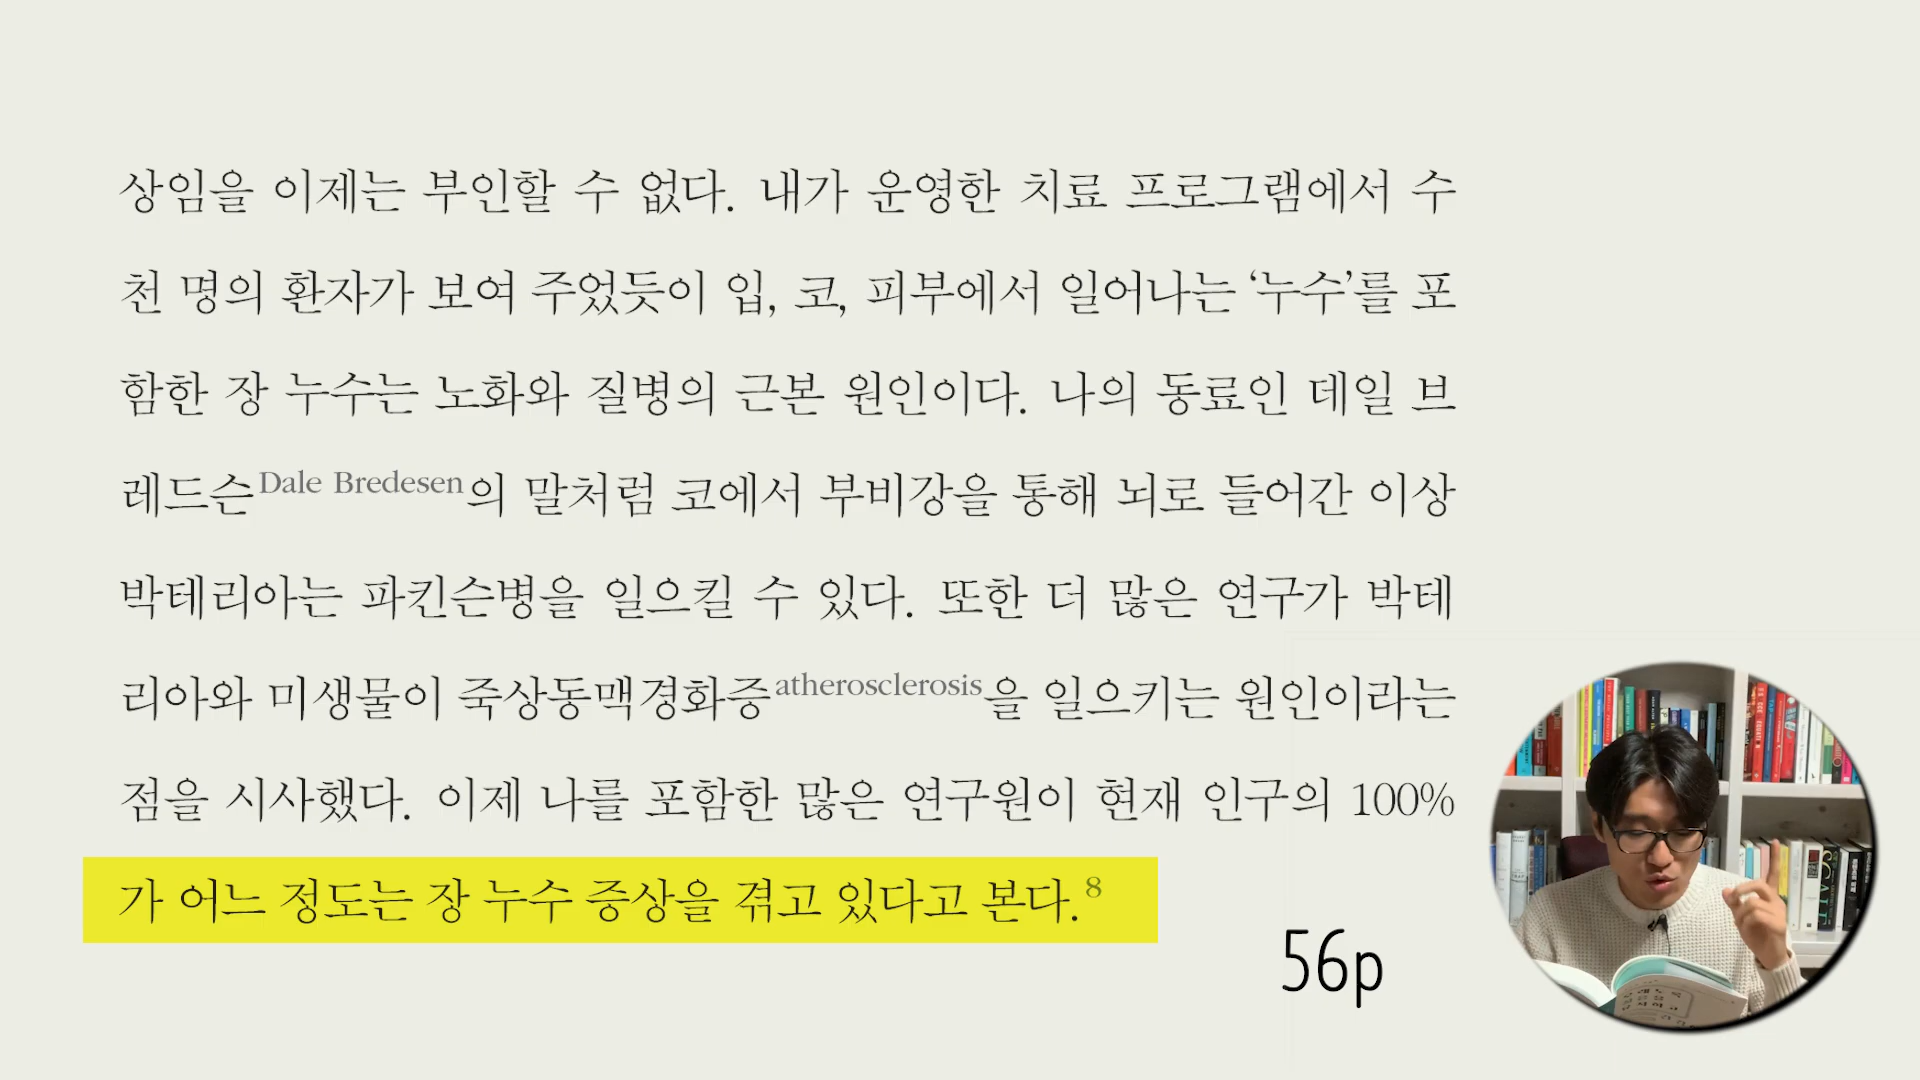 상임을 이제는 부인할 수 없다. 내가 운영한 치료 프로그램에서 수
천 명의 환자가 보여 주었듯이 입, 코, 피부에서 일어나는 ‘누수’를 포
함한 장 누수는 노화와 질병의 근본 원인이다. 나의 동료인 데일 브
레드슨Dale Bredesen의 말처럼 코에서 부비강을 통해 뇌로 들어간 이상
박테리아는 파킨슨병을 일으킬 수 있다. 또한 더 많은 연구가 박테
리아와 미생물이 죽상동맥경화증atherosclerosis을 일으키는 원인이라는
점을 시사했다. 이제 나를 포함한 많은 연구원이 현재 인구의 100%
가 어느 정도는 장 누수 증상을 겪고 있다고 본다.8
56p